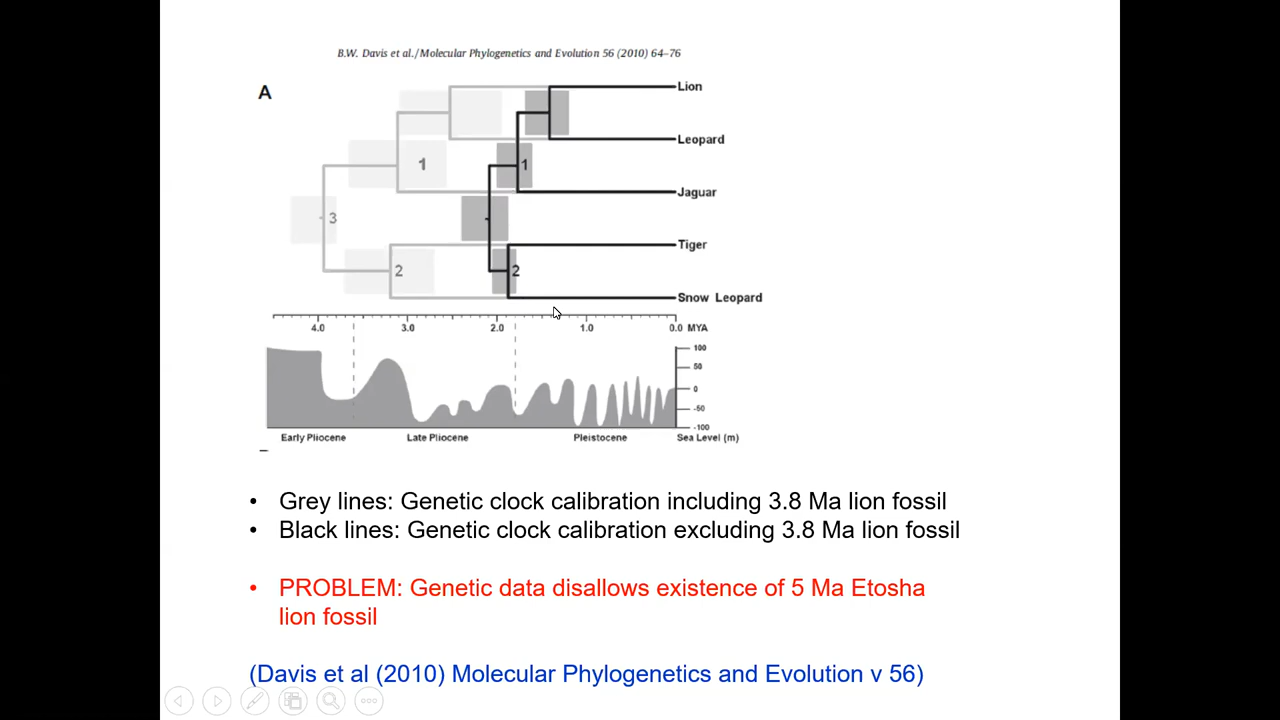 B.W. Davis et al./Molecular Phylogenetics and Evolution 56 (2010) 64–76
A
Lion
Leopard
1
1
Jaguar
3
Tiger
2
2
Snow Leopard
4.0 3.0 2.0 1.0 0.0 MYA
100
50
0
-50
-100
Early Pliocene Late Pliocene Pleistocene Sea Level (m)
• Grey lines: Genetic clock calibration including 3.8 Ma lion fossil
• Black lines: Genetic clock calibration excluding 3.8 Ma lion fossil
• PROBLEM: Genetic data disallows existence of 5 Ma Etosha
lion fossil
(Davis et al (2010) Molecular Phylogenetics and Evolution v 56)